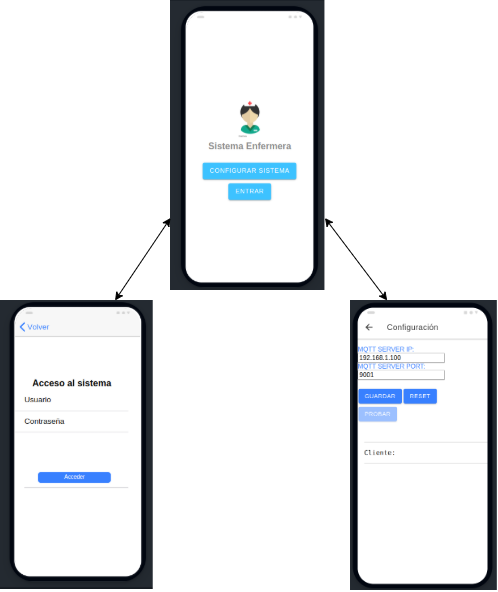 Sistema Enfermera
CONFIGURAR SISTEMA
ENTRAR
Volver
Acceso al sistema
Usuario
Contraseña
Acceder
Configuración
MQTT SERVER IP:
192.168.1.100
MQTT SERVER PORT:
9001
GUARDAR RESET
PROBAR
Cliente: